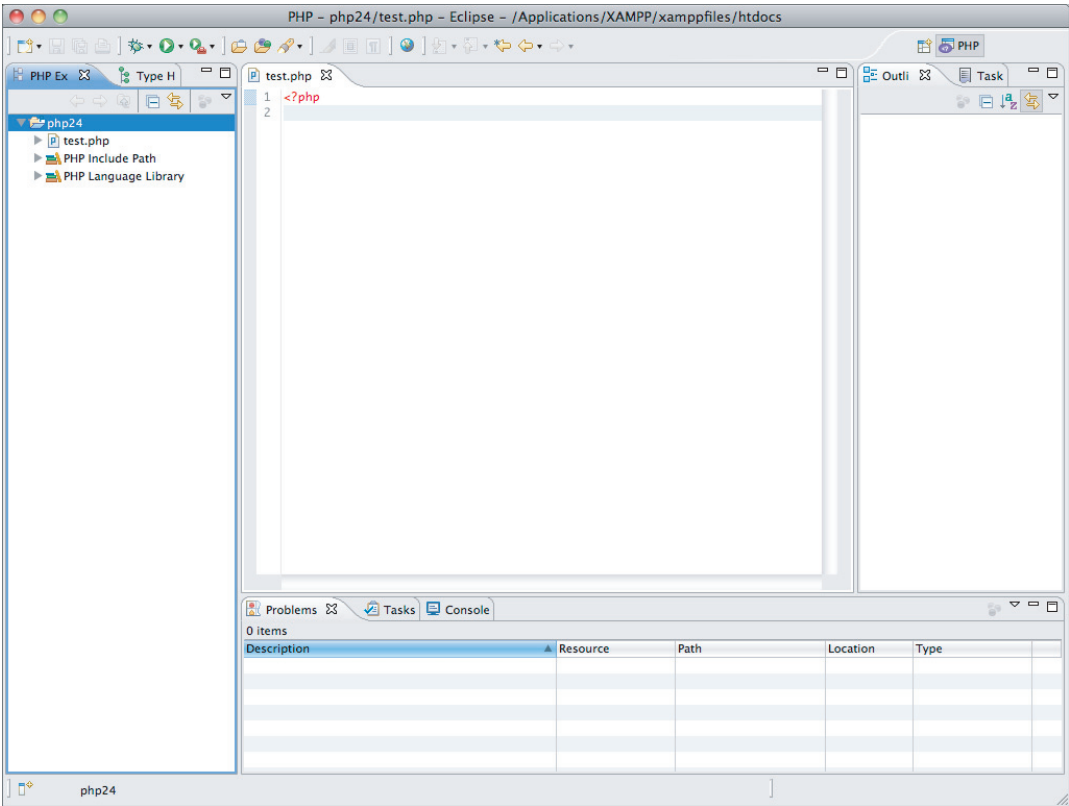 PHP – php24/test.php – Eclipse – /Applications/XAMPP/xamppfiles/htdocs
PHP
PHP Ex Type H
php24
test.php
PHP Include Path
PHP Language Library
test.php
1 <?php
2
Outli Task
Problems Tasks Console
0 items
Description Resource Path Location Type
php24